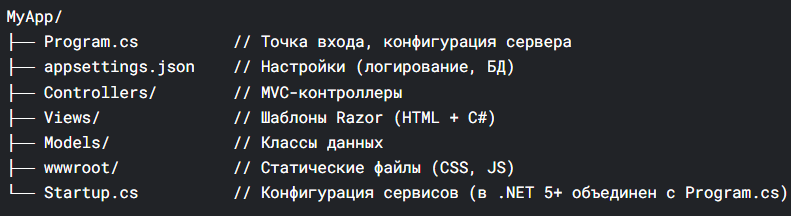 MyApp/
├── Program.cs // Точка входа, конфигурация сервера
├── appsettings.json // Настройки (логирование, БД)
├── Controllers/ // MVC-контроллеры
├── Views/ // Шаблоны Razor (HTML + C#)
├── Models/ // Классы данных
├── wwwroot/ // Статические файлы (CSS, JS)
└── Startup.cs // Конфигурация сервисов (в .NET 5+ объединен с Program.cs)